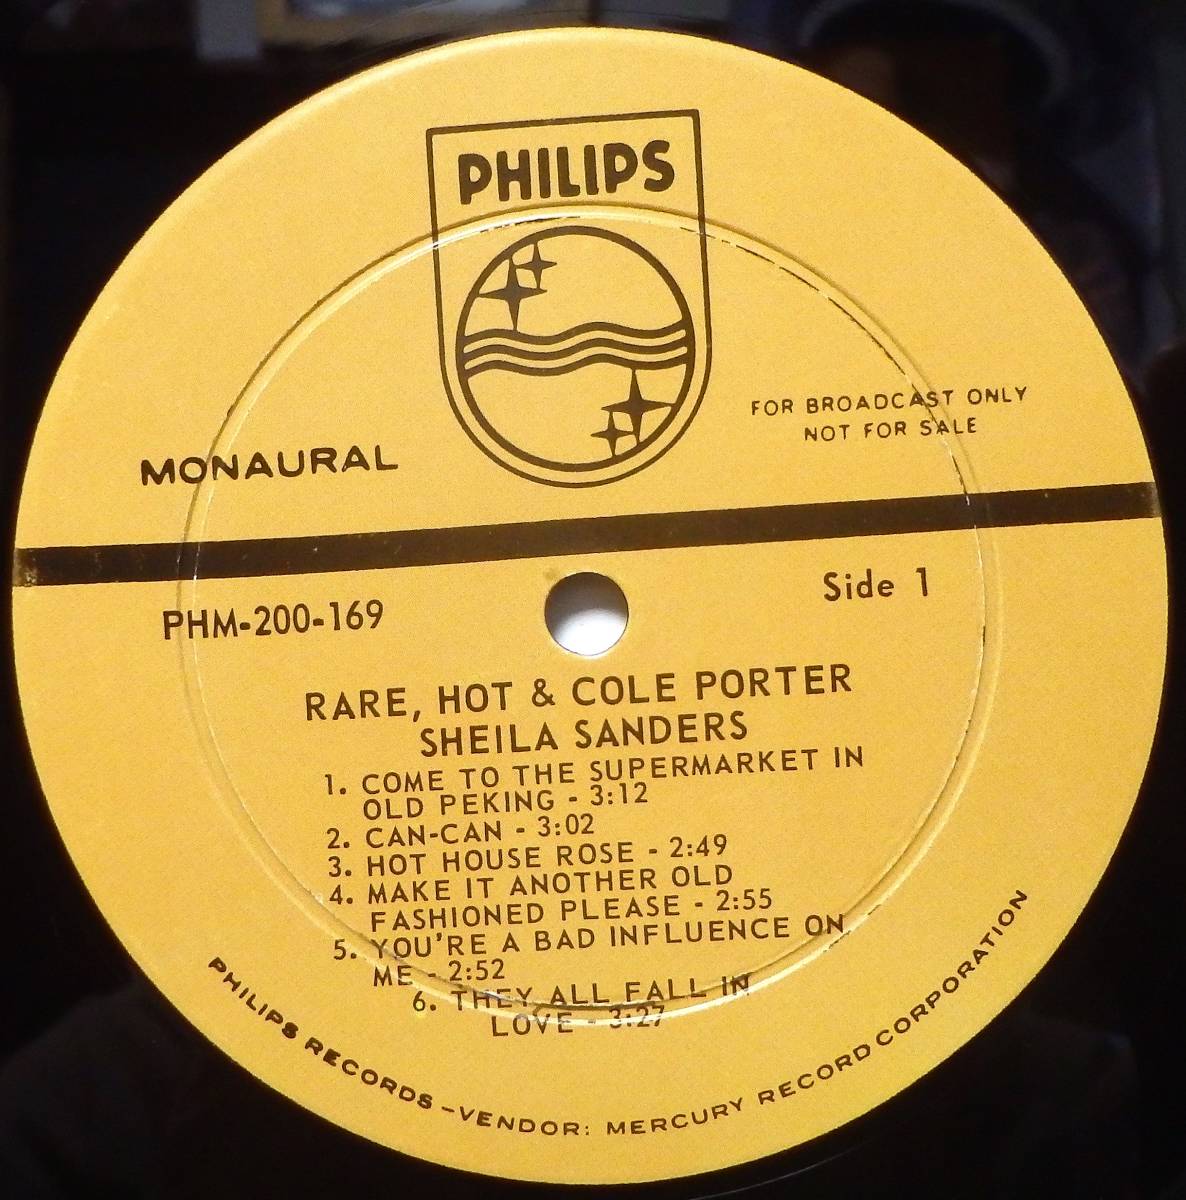 PHILIPS
FOR BROADCAST ONLY
NOT FOR SALE
MONAURAL
Side 1
PHM-200-169
RARE, HOT & COLE PORTER
SHEILA SANDERS
1. COME TO THE SUPERMARKET IN
OLD PEKING - 3:12
2. CAN-CAN - 3:02
3. HOT HOUSE ROSE - 2:49
4. MAKE IT ANOTHER OLD
FASHIONED PLEASE - 2:55
5. YOU'RE A BAD INFLUENCE ON
ME - 2:52
6. THEY ALL FALL IN
LOVE - 3:27
PHILIPS RECORDS - VENDOR: MERCURY RECORD CORPORATION